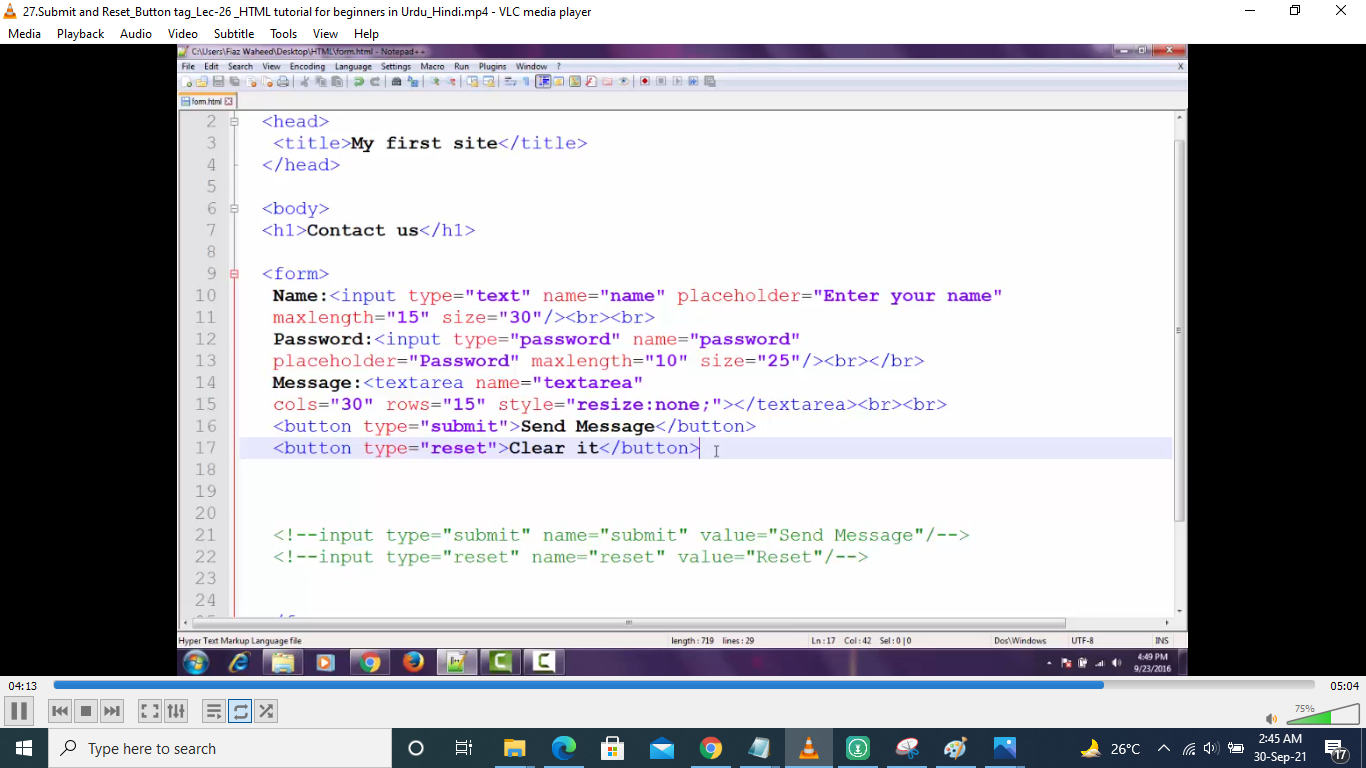 27.Submit and Reset_Button tag_Lec-26 _HTML tutorial for beginners in Urdu_Hindi.mp4 - VLC media player
Media Playback Audio Video Subtitle Tools View Help
C:\Users\Fiaz Waheed\Desktop\HTML\form.html - Notepad++
File Edit Search View Encoding Language Settings Macro Run Plugins Window ? X
form.html
2 <head>
3 <title>My first site</title>
4 </head>
5
6 <body>
7 <h1>Contact us</h1>
8
9 <form>
10 Name:<input type="text" name="name" placeholder="Enter your name"
11 maxlength="15" size="30"/><br><br>
12 Password:<input type="password" name="password"
13 placeholder="Password" maxlength="10" size="25"/><br></br>
14 Message:<textarea name="textarea"
15 cols="30" rows="15" style="resize:none;"></textarea><br><br>
16 <button type="submit">Send Message</button>
17 <button type="reset">Clear it</button>
18
19
20
21 <!--input type="submit" name="submit" value="Send Message"/-->
22 <!--input type="reset" name="reset" value="Reset"/-->
23
24
Hyper Text Markup Language file length : 719 lines : 29 Ln : 17 Col : 42 Sel : 0 | 0 Dos\Windows UTF-8 INS
4:49 PM
9/23/2016
04:13 05:04
75%
Type here to search
26°C
2:45 AM
30-Sep-21
17